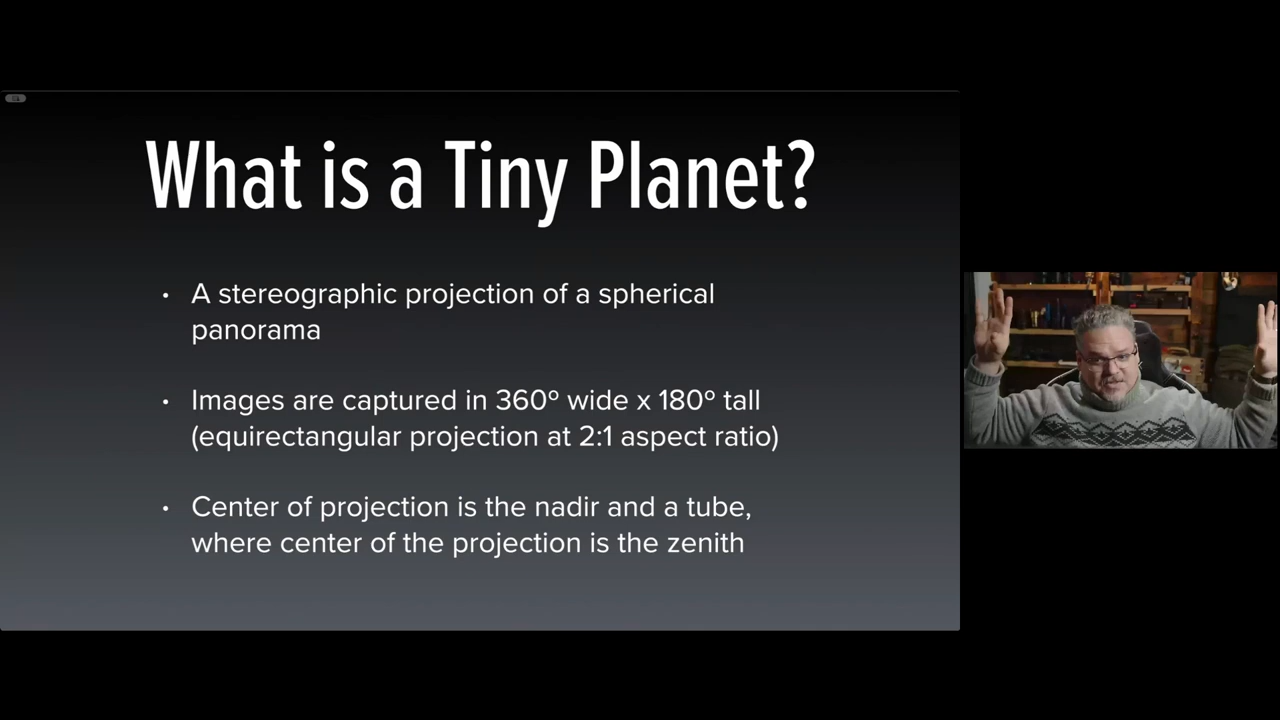 What is a Tiny Planet?
• A stereographic projection of a spherical
panorama
• Images are captured in 360º wide x 180º tall
(equirectangular projection at 2:1 aspect ratio)
• Center of projection is the nadir and a tube,
where center of the projection is the zenith